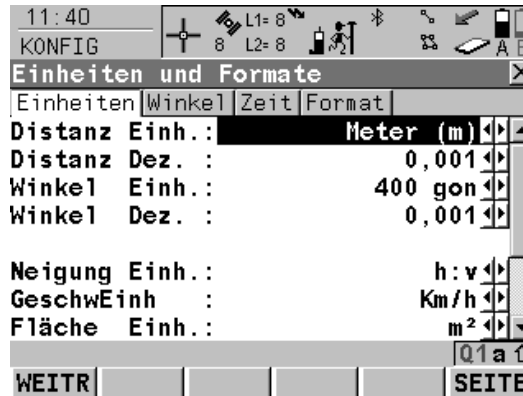 11:40
KONFIG
8 L1= 8
L2= 8
A B
Einheiten und Formate
Einheiten Winkel Zeit Format
Distanz Einh.: Meter (m)
Distanz Dez. : 0,001
Winkel Einh.: 400 gon
Winkel Dez. : 0,001
Neigung Einh.: h:v
GeschwEinh : Km/h
Fläche Einh.: m²
Q1 a
WEITR SEITE